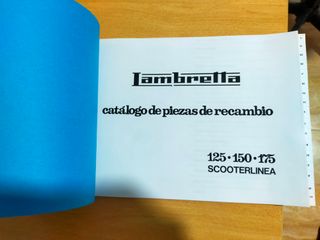 Lambretta
catálogo de piezas de recambio
125 • 150 • 175
SCOOTERLINEA